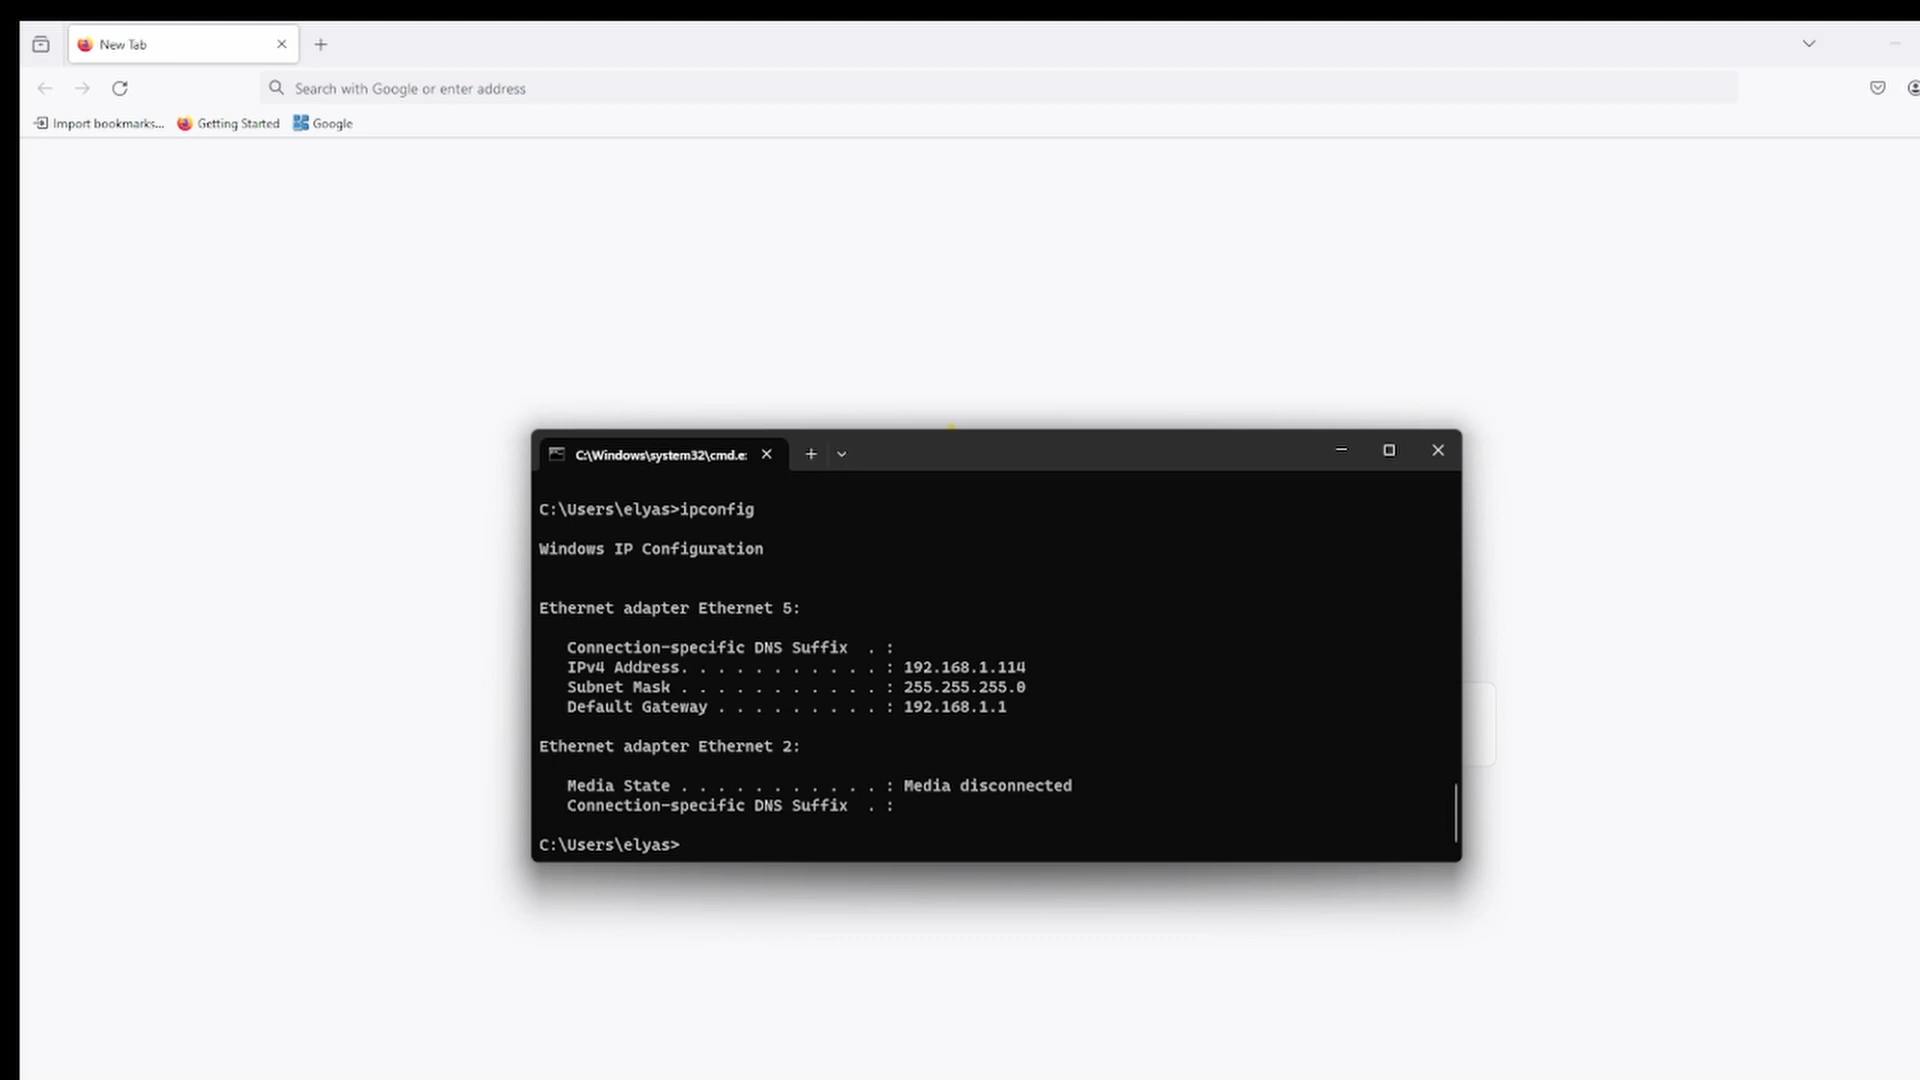 New Tab
Search with Google or enter address
Import bookmarks... Getting Started Google
C:\Windows\system32\cmd.e:
C:\Users\elyas>ipconfig
Windows IP Configuration
Ethernet adapter Ethernet 5:
Connection-specific DNS Suffix . :
IPv4 Address. . . . . . . . . . . : 192.168.1.114
Subnet Mask . . . . . . . . . . . : 255.255.255.0
Default Gateway . . . . . . . . . : 192.168.1.1
Ethernet adapter Ethernet 2:
Media State . . . . . . . . . . . : Media disconnected
Connection-specific DNS Suffix . :
C:\Users\elyas>